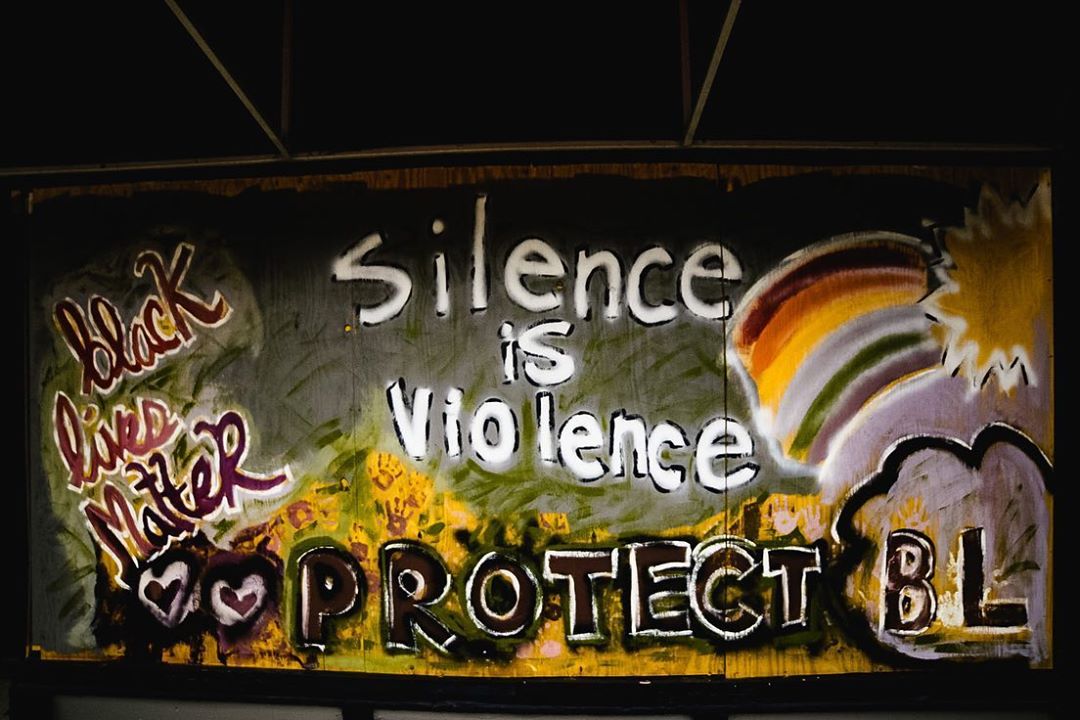 black
lives
MatteR
Silence
is
Violence
PROTECT BL